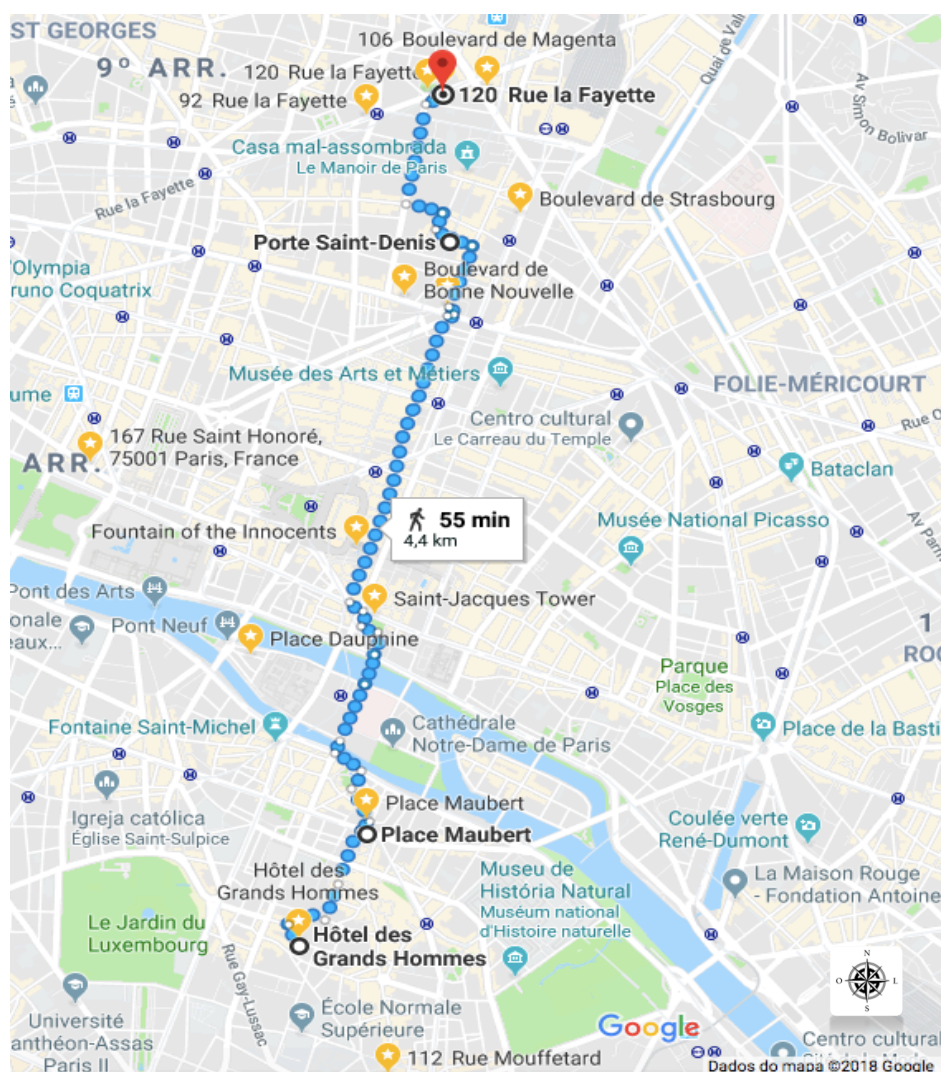 ST GEORGES
106 Boulevard de Magenta
9º ARR.
120 Rue la Fayette
120 Rue la Fayette
92 Rue la Fayette
Quai de Val
Av Simon Bolivar
Casa mal-assombrada
Le Manoir de Paris
Rue la Fayette
Boulevard de Strasbourg
Porte Saint-Denis
'Olympia
runo Coquatrix
Boulevard de
Bonne Nouvelle
Musée des Arts et Métiers
FOLIE-MÉRICOURT
ume
Centro cultural
Le Carreau du Temple
Rue O
167 Rue Saint Honoré,
75001 Paris, France
ARR.
Bataclan
55 min
4,4 km
Musée National Picasso
Av Parm
Fountain of the Innocents
Pont des Arts
Saint-Jacques Tower
onale
eaux...
Pont Neuf
Place Dauphine
1
ROC
Parque
Place des
Vosges
Fontaine Saint-Michel
Cathédrale
Notre-Dame de Paris
Place de la Basti
Igreja católica
Église Saint-Sulpice
Place Maubert
Place Maubert
Coulée verte
René-Dumont
Hôtel des
Grands Hommes
Museu de
História Natural
Muséum national
d'Histoire naturelle
La Maison Rouge
- Fondation Antoine
Le Jardin du
Luxembourg
Hôtel des
Grands Hommes
Rue Gay-Lussac
N
O
L
S
Université
anthéon-Assas
Paris II
École Normale
Supérieure
Google
112 Rue Mouffetard
Centro cultural
Dados do mapa ©2018 Google